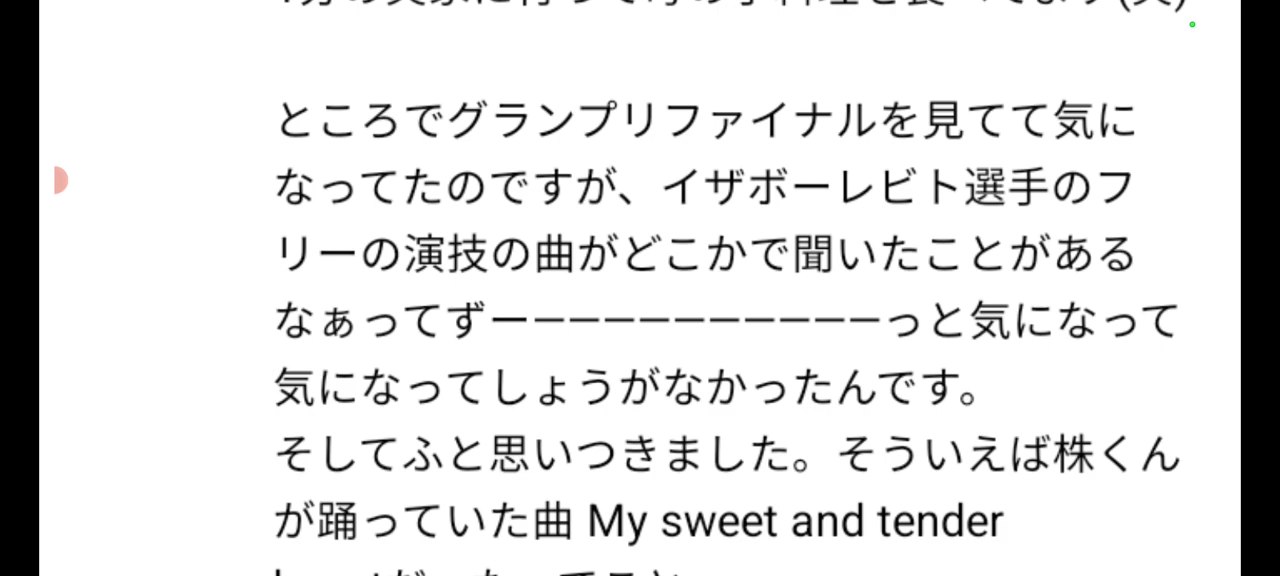 ところでグランプリファイナルを見てて気に
なってたのですが、イザボーレビト選手のフ
リーの演技の曲がどこかで聞いたことがある
なぁってずーーーーーーーーーーーっと気になって
気になってしょうがなかったんです。
そしてふと思いつきました。そういえば株くん
が踊っていた曲 My sweet and tender